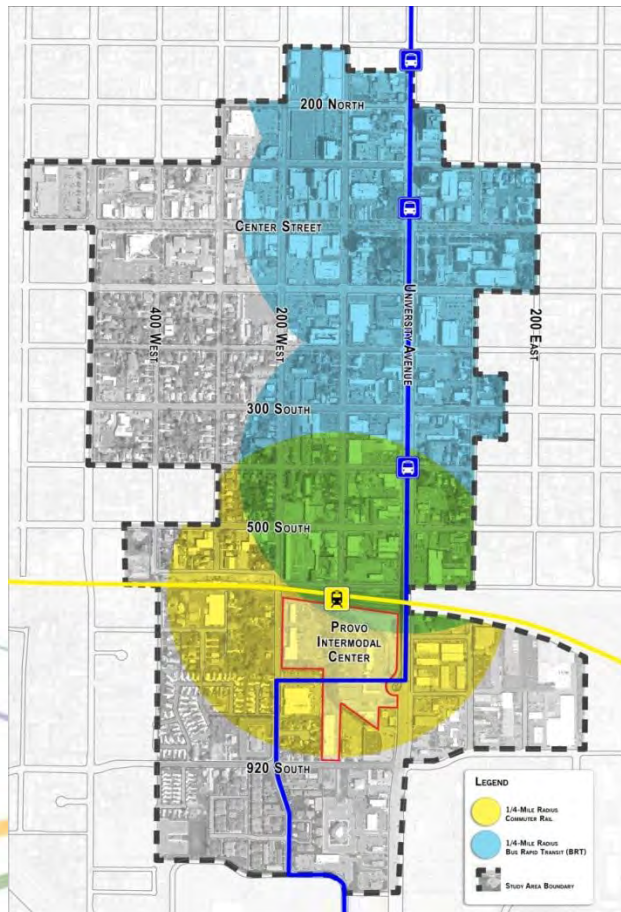 200 North
Center Street
400 West
200 West
University Avenue
200 East
300 South
500 South
Provo
Intermodal
Center
920 South
Legend
1/4-Mile Radius
Commuter Rail
1/4-Mile Radius
Bus Rapid Transit (BRT)
Study Area Boundary